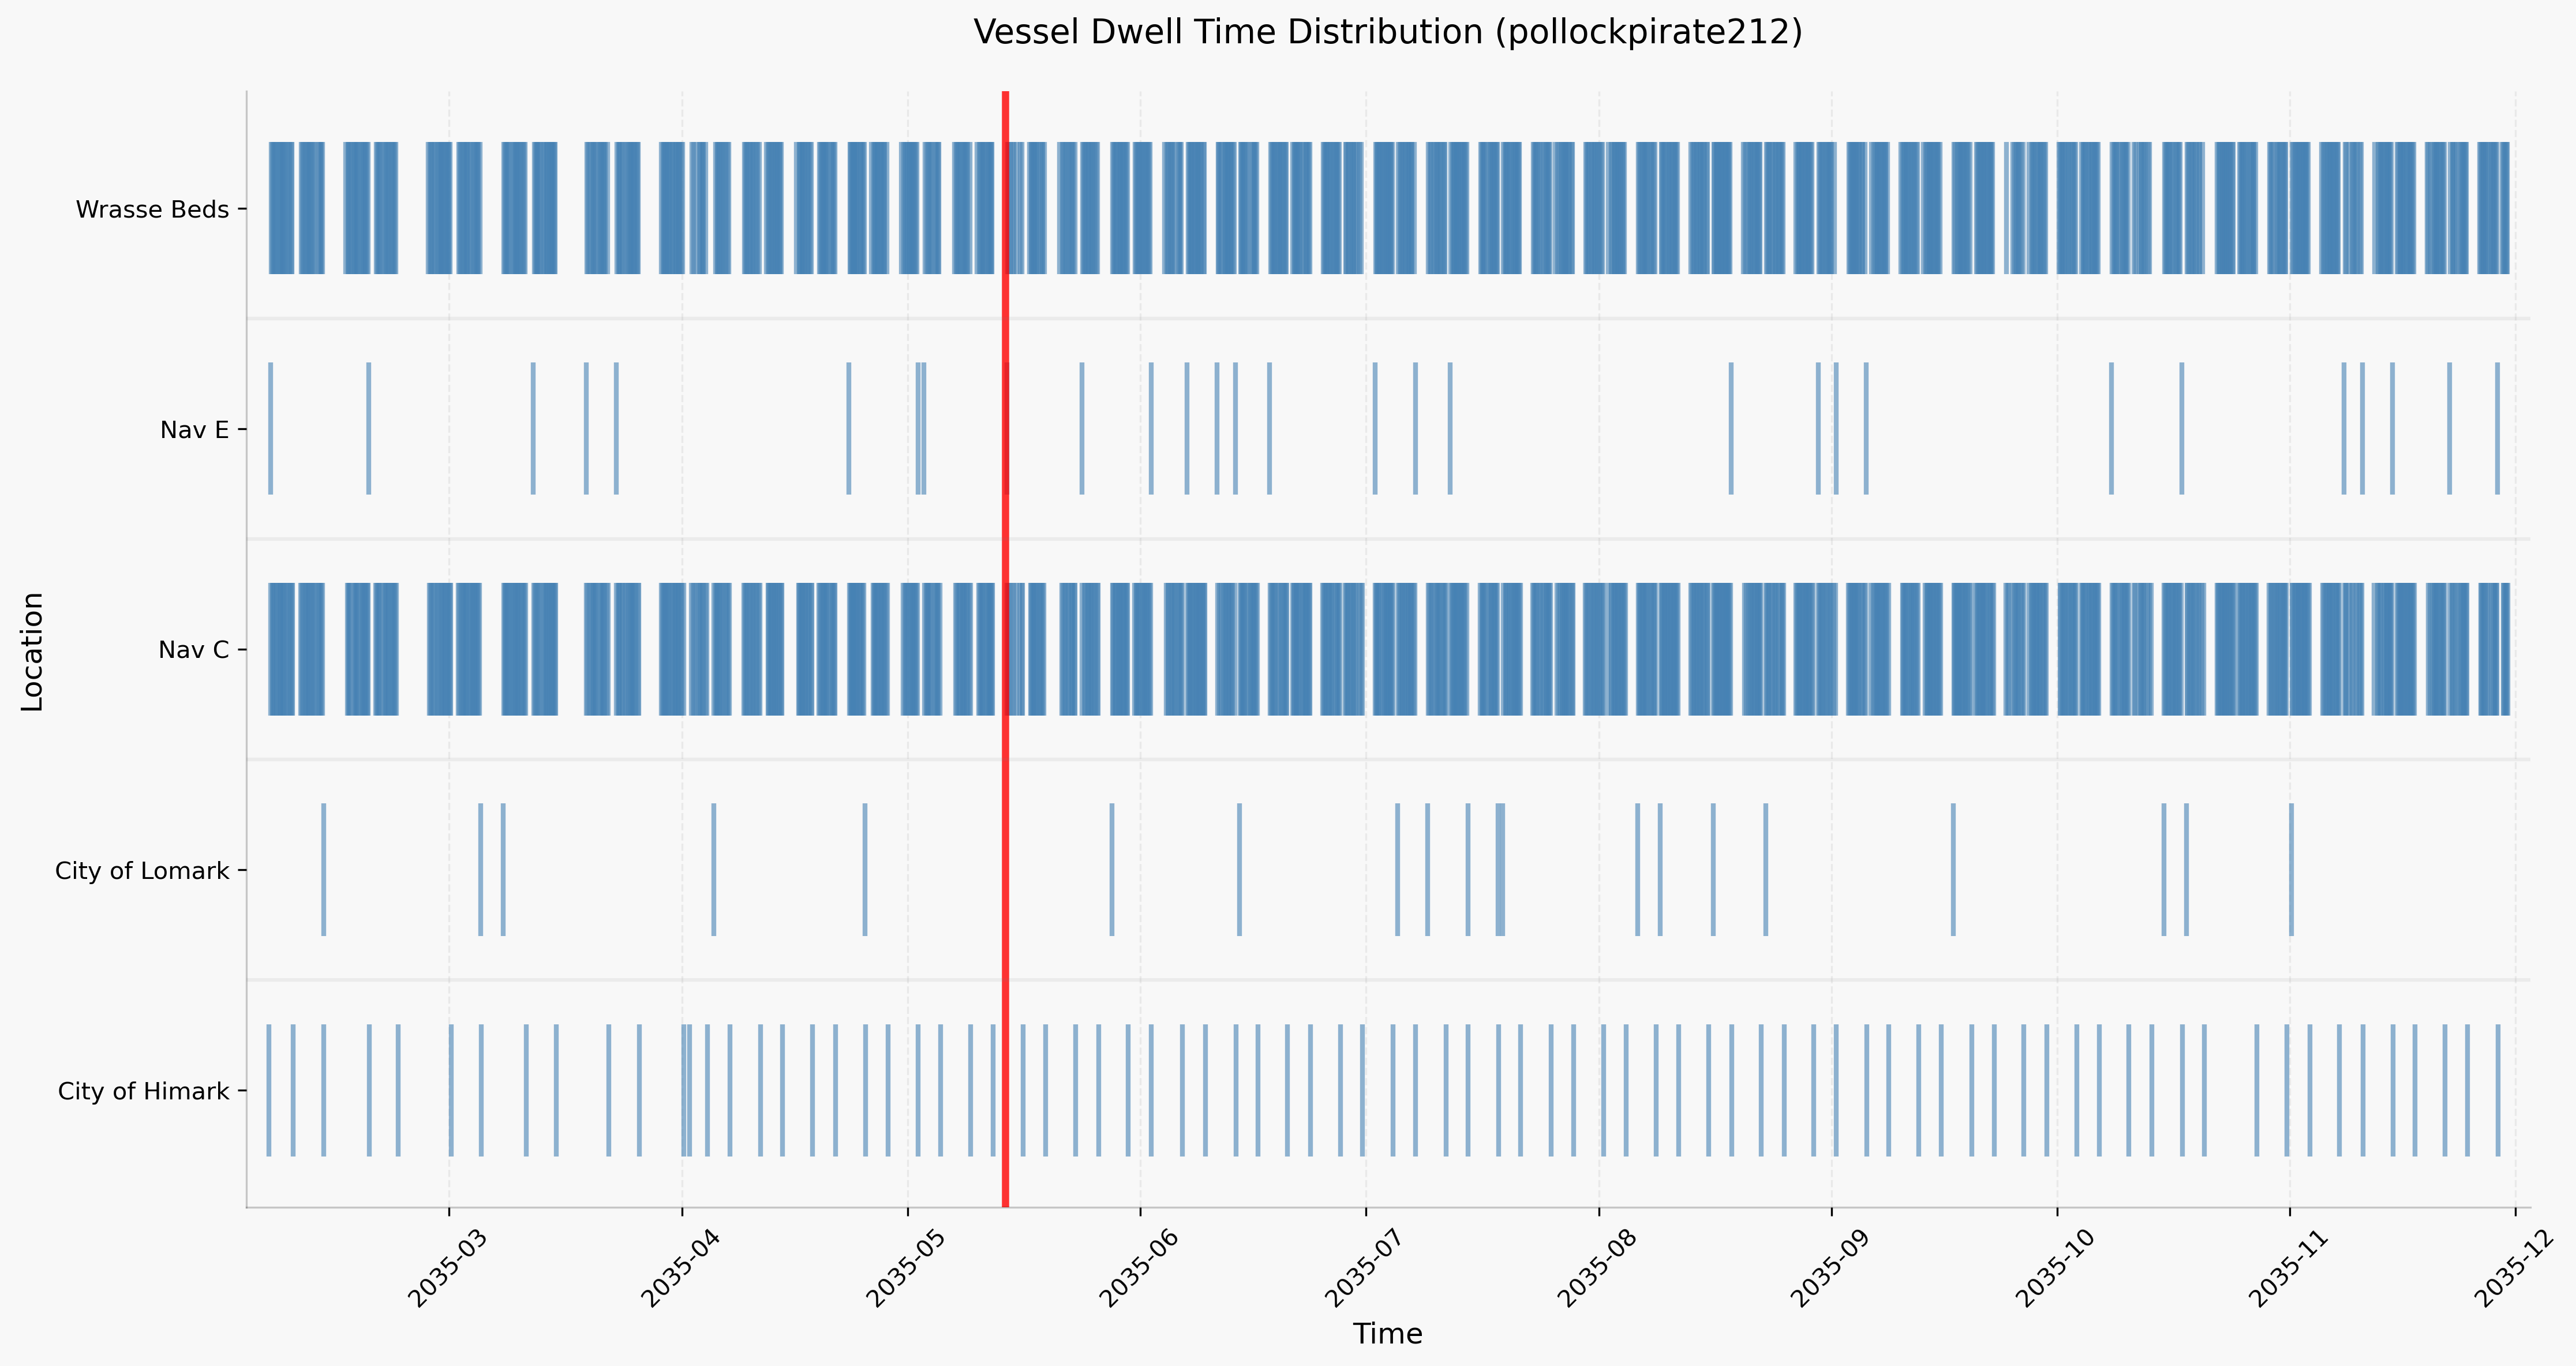 Vessel Dwell Time Distribution (pollockpirate212)
Location
Wrasse Beds
Nav E
Nav C
City of Lomark
City of Himark
2035-03
2035-04
2035-05
2035-06
2035-07
2035-08
2035-09
2035-10
2035-11
2035-12
Time